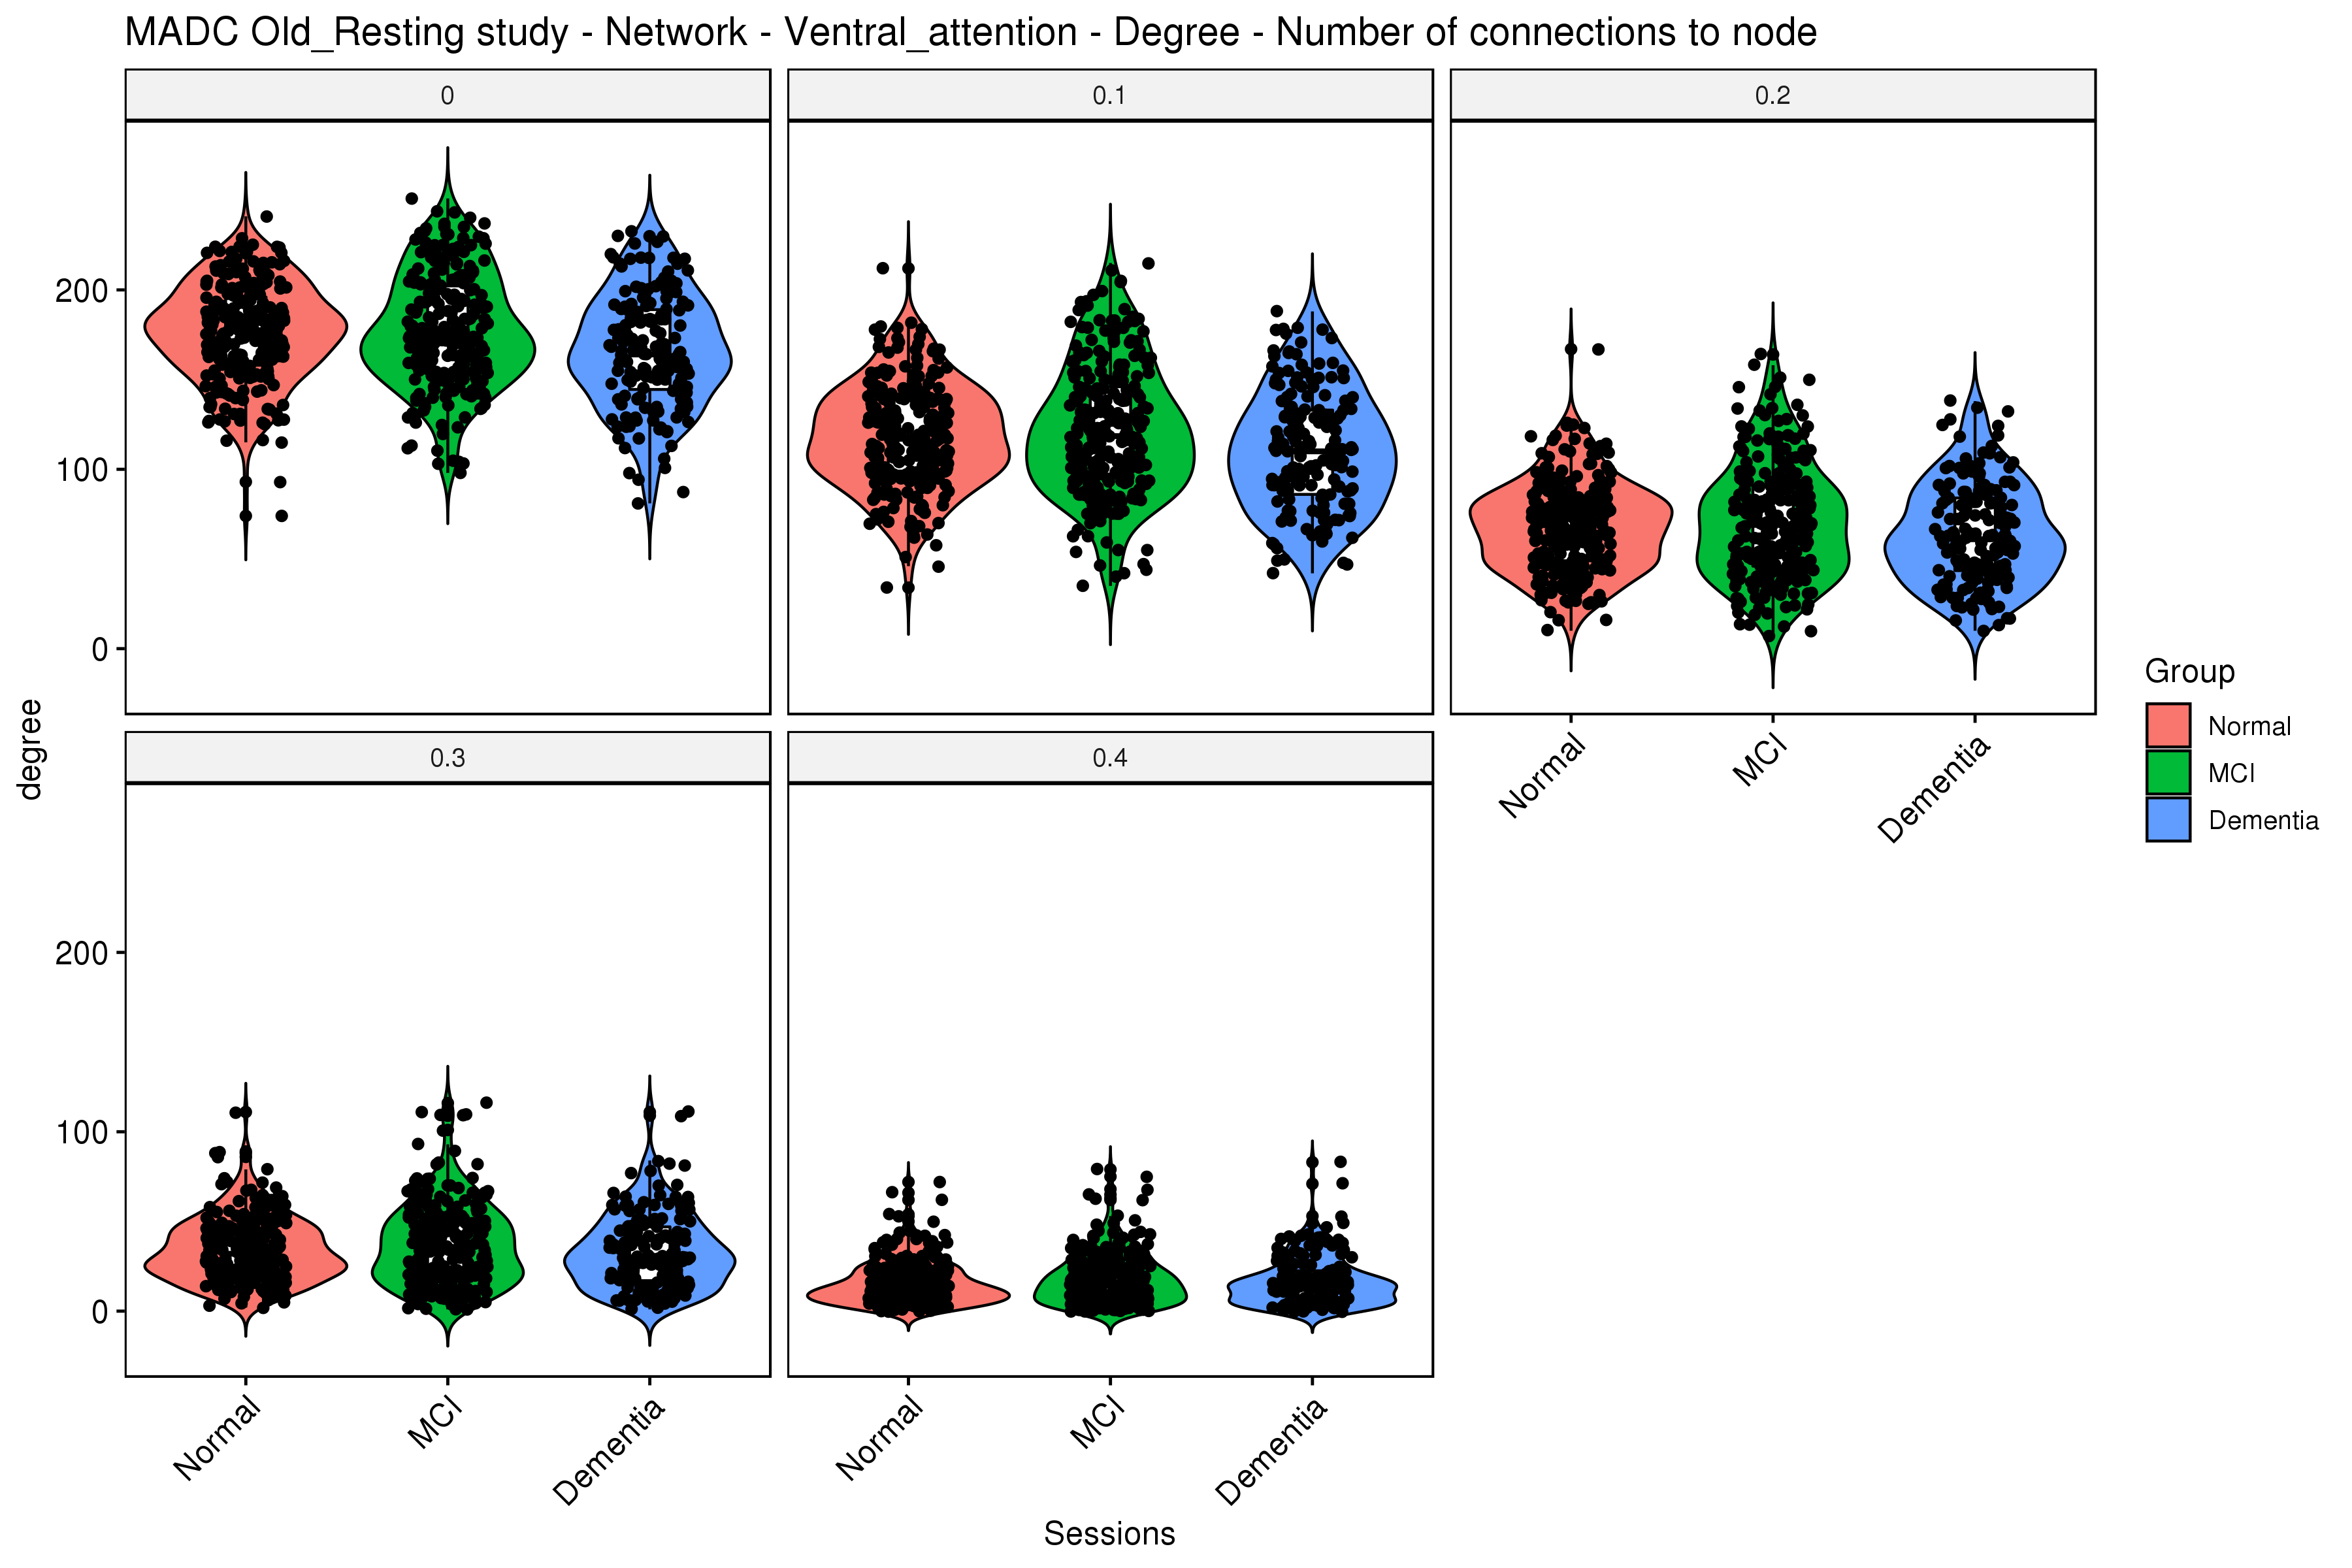 MADC Old_Resting study - Network - Ventral_attention - Degree - Number of connections to node
0
0.1
0.2
200
100
0
degree
Normal
MCI
Dementia
Group
Normal
MCI
Dementia
0.3
0.4
200
100
0
Normal
MCI
Dementia
Normal
MCI
Dementia
Sessions